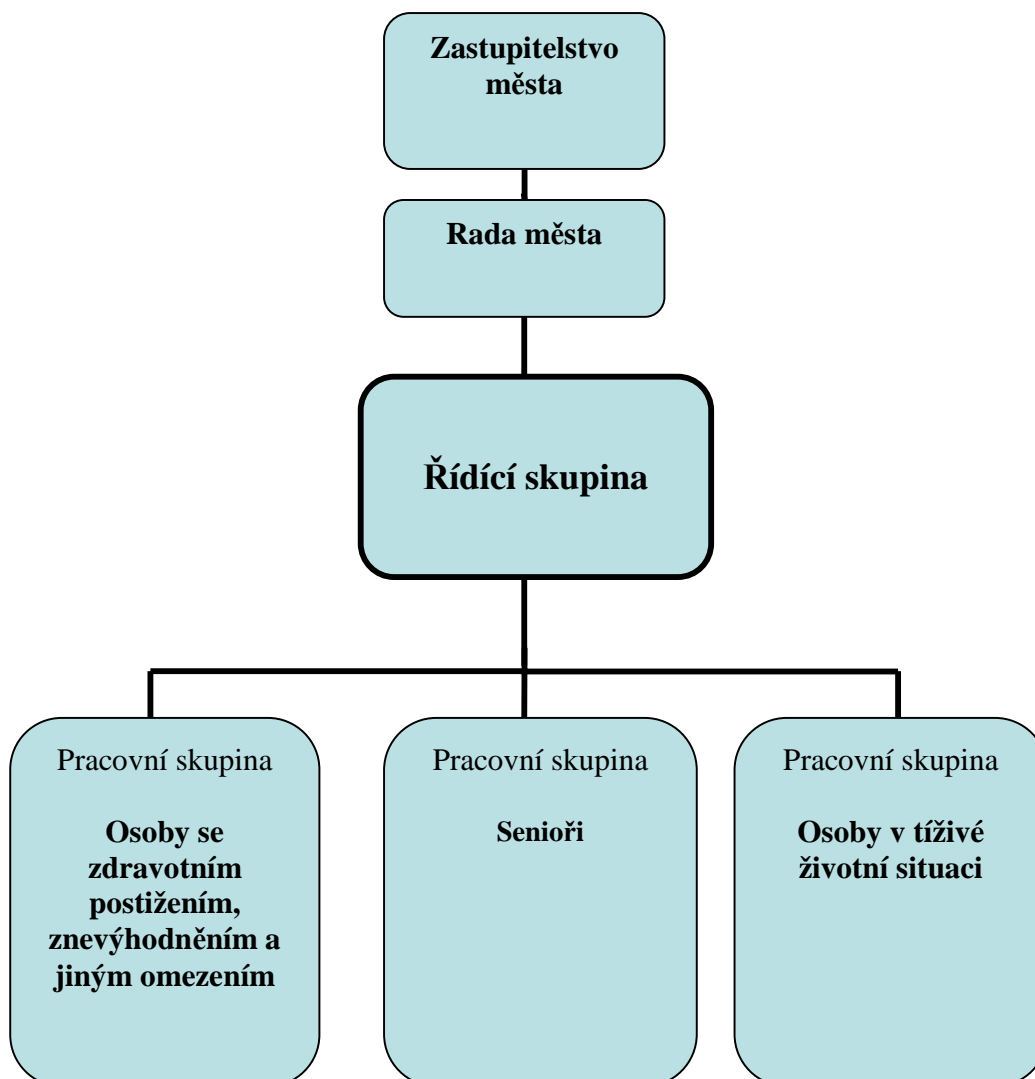 Zastupitelstvo
města
Rada města
Řídící skupina
Pracovní skupina
Osoby se
zdravotním
postižením,
znevýhodněním a
jiným omezením
Pracovní skupina
Senioři
Pracovní skupina
Osoby v tíživé
životní situaci